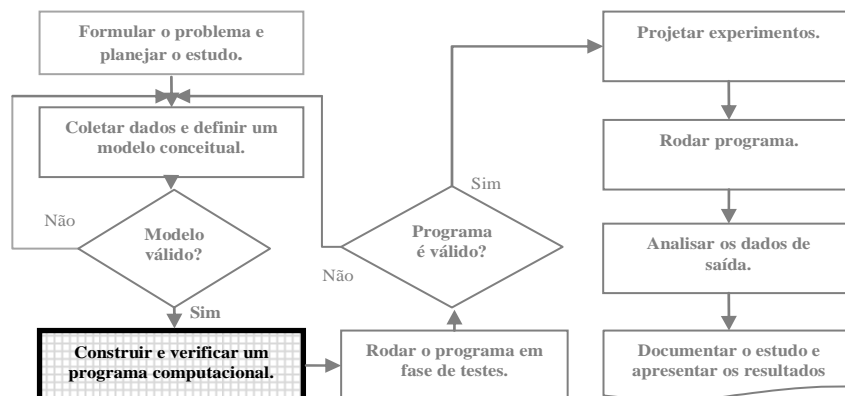 Formular o problema e
planejar o estudo.
Coletar dados e definir um
modelo conceitual.
Não
Modelo
válido?
Sim
Construir e verificar um
programa computacional.
Rodar o programa em
fase de testes.
Programa
é válido?
Não
Sim
Projetar experimentos.
Rodar programa.
Analisar os dados de
saída.
Documentar o estudo e
apresentar os resultados